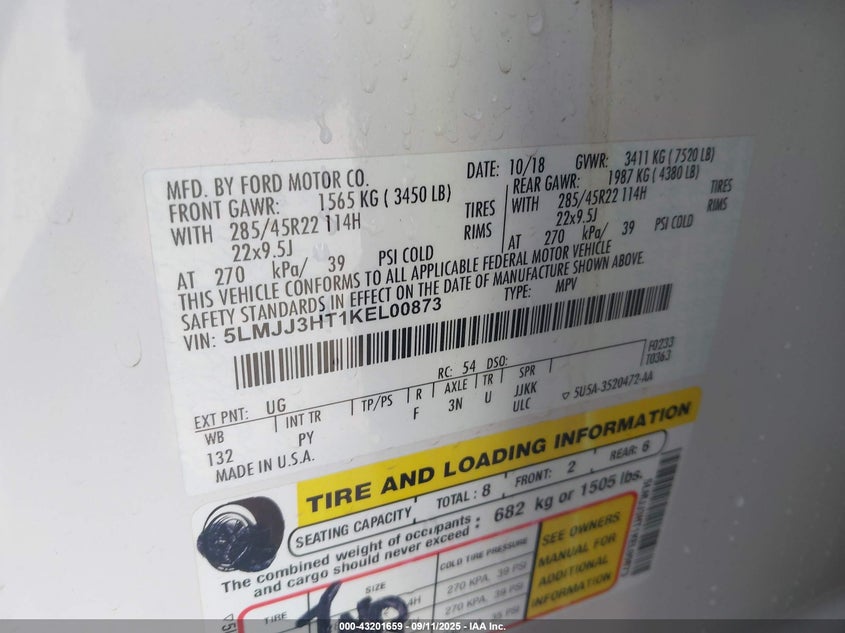 MFD. BY FORD MOTOR CO.
DATE: 10/18 GVWR: 3411 KG ( 7520 LB)
FRONT GAWR: 1565 KG ( 3450 LB)
REAR GAWR: 1987 KG ( 4380 LB)
WITH 285/45R22 114H TIRES
WITH 285/45R22 114H TIRES
22x9.5J RIMS
22x9.5J RIMS
AT 270 kPa/ 39 PSI COLD
AT 270 kPa/ 39 PSI COLD
THIS VEHICLE CONFORMS TO ALL APPLICABLE FEDERAL MOTOR VEHICLE
SAFETY STANDARDS IN EFFECT ON THE DATE OF MANUFACTURE SHOWN ABOVE.
VIN: 5LMJJ3HT1KEL00873 TYPE: MPV
F0233
T0363
EXT PNT: UG RC: 54 DSO:
WB INT TR TP/PS R AXLE TR SPR
132 PY F 3N U JJKK
ULC
▽ 5U5A-3520472-AA
MADE IN U.S.A.
TIRE AND LOADING INFORMATION
SEATING CAPACITY TOTAL: 8 FRONT: 2 REAR: 6
The combined weight of occupants
and cargo should never exceed : 682 kg or 1505 lbs.
TIRE SIZE COLD TIRE PRESSURE
270 KPA, 39 PSI
270 KPA, 39 PSI
PSI
SEE OWNERS
MANUAL FOR
ADDITIONAL
INFORMATION
000-43201659 - 09/11/2025 - IAA Inc.